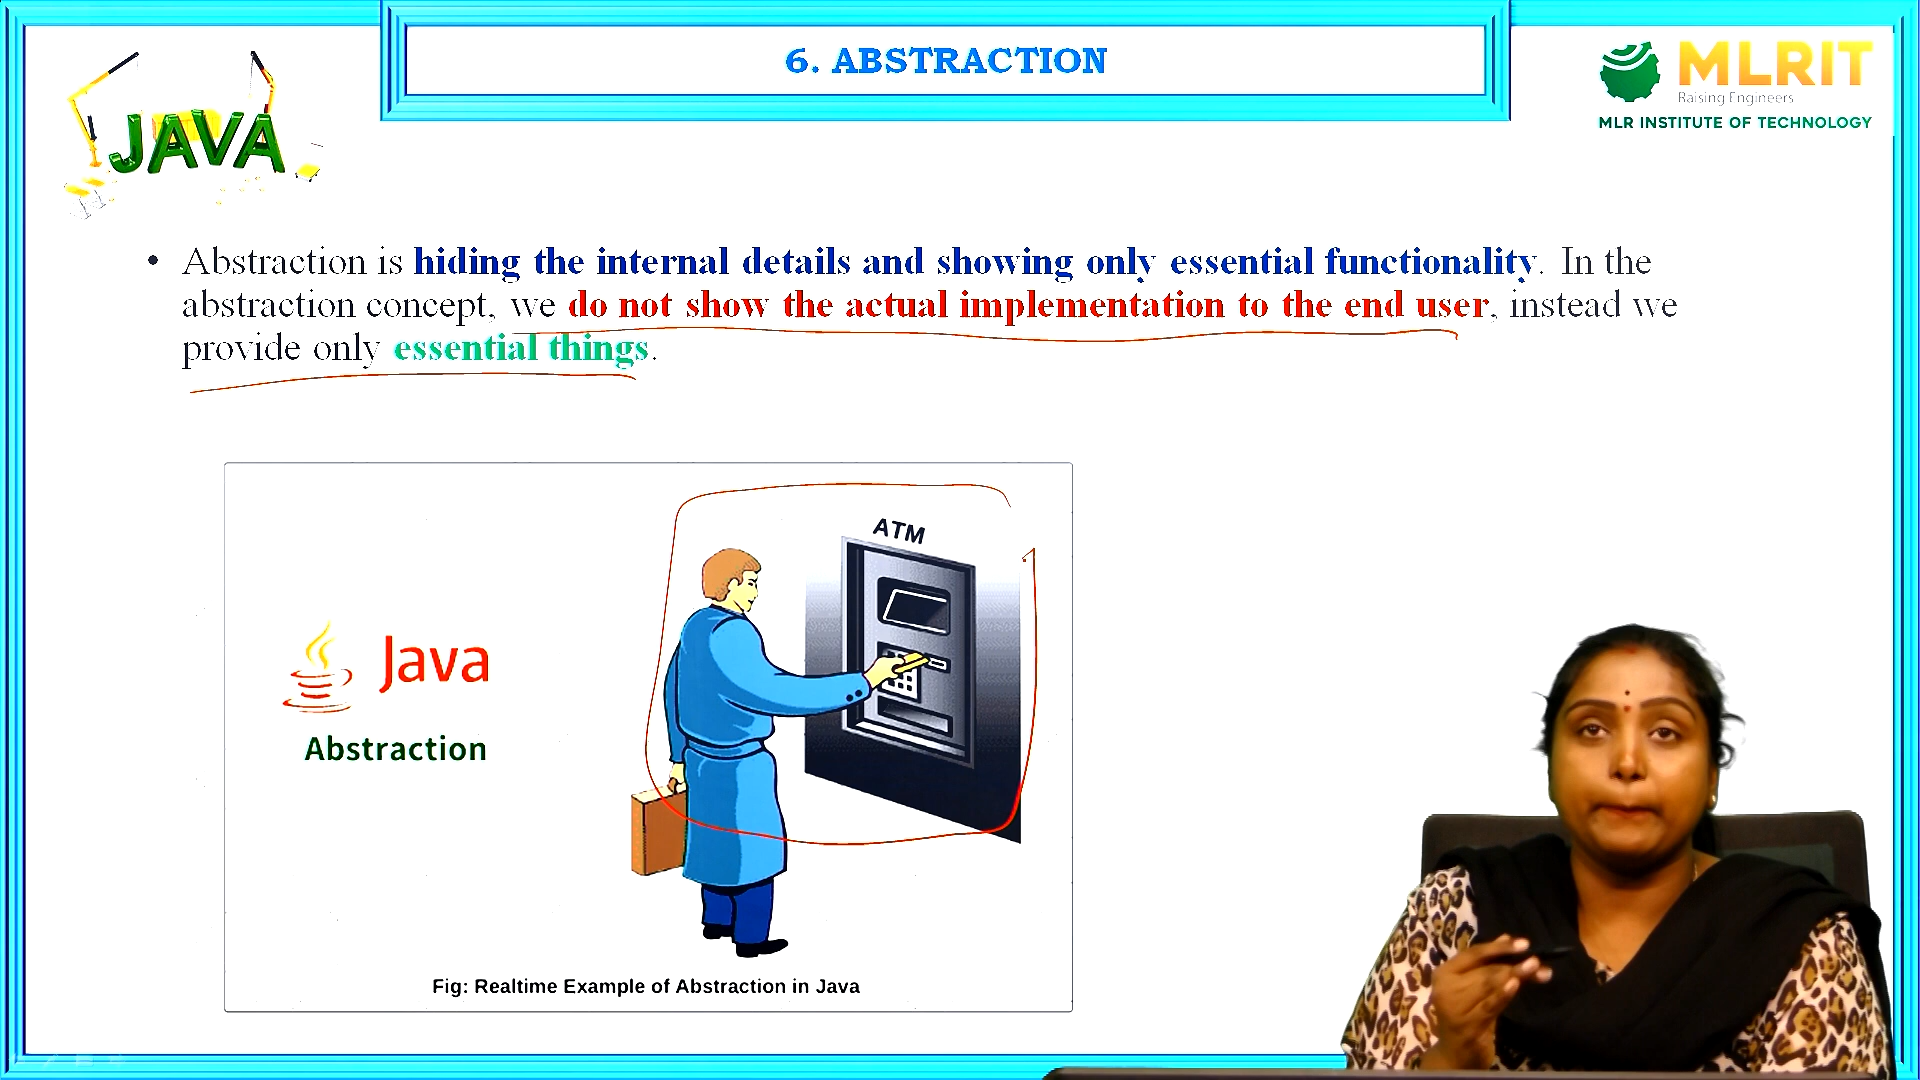 6. ABSTRACTION
JAVA
MLRIT
Raising Engineers
MLR INSTITUTE OF TECHNOLOGY
• Abstraction is hiding the internal details and showing only essential functionality. In the
abstraction concept, we do not show the actual implementation to the end user, instead we
provide only essential things.
ATM
Java
Abstraction
Fig: Realtime Example of Abstraction in Java